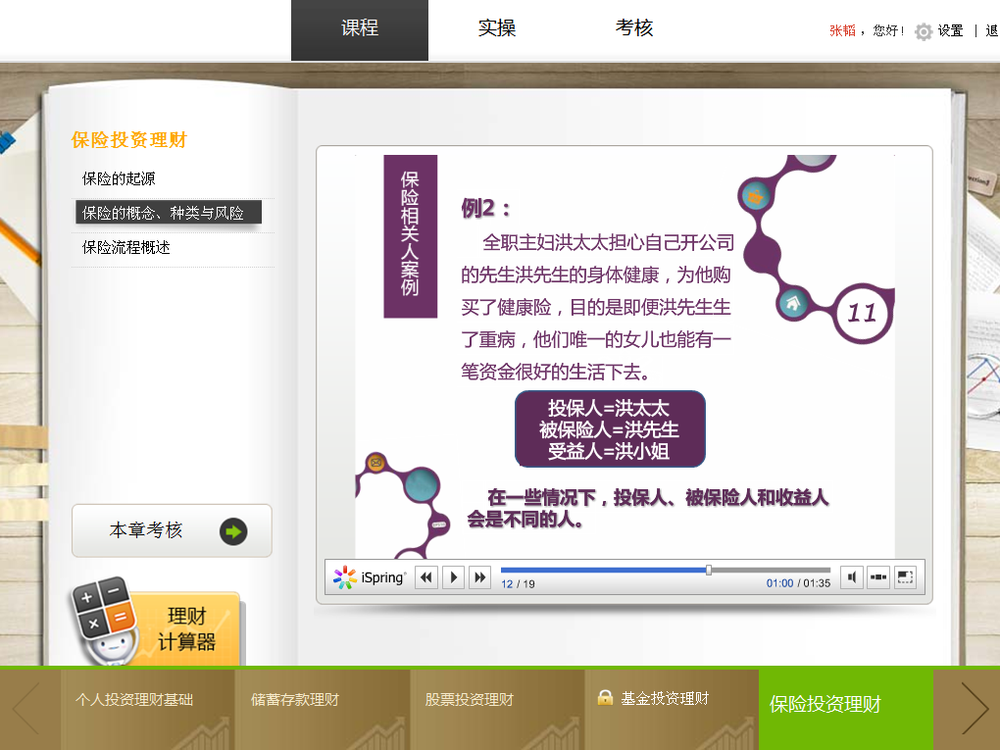 课程
实操
考核
张韬，您好！ 设置 | 退
保险投资理财
保险的起源
保险的概念、种类与风险
保险流程概述
保险相关人案例
例2：
全职主妇洪太太担心自己开公司
的先生洪先生的身体健康，为他购
买了健康险，目的是即便洪先生生
了重病，他们唯一的女儿也能有一
笔资金很好的生活下去。
11
投保人=洪太太
被保险人=洪先生
受益人=洪小姐
在一些情况下，投保人、被保险人和收益人
会是不同的人。
iSpring
12 / 19
01:00 / 01:35
本章考核
理财
计算器
个人投资理财基础
储蓄存款理财
股票投资理财
基金投资理财
保险投资理财